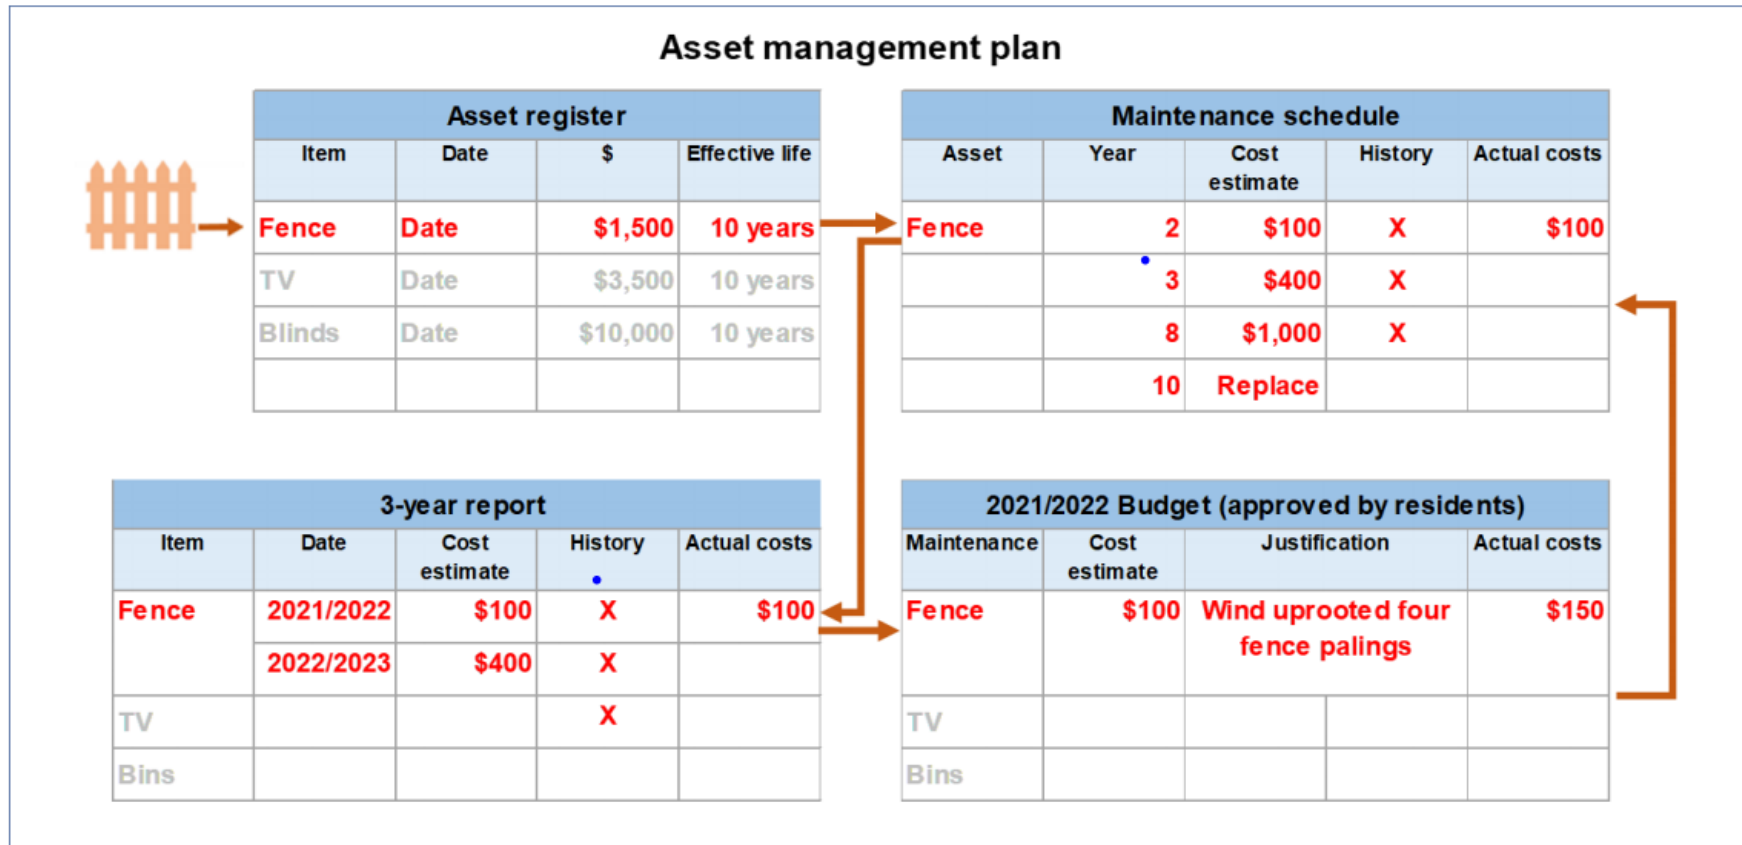 Asset management plan
Asset register
Item Date $ Effective life
Fence Date $1,500 10 years
TV Date $3,500 10 years
Blinds Date $10,000 10 years
Maintenance schedule
Asset Year Cost estimate History Actual costs
Fence 2 $100 X $100
3 $400 X
8 $1,000 X
10 Replace
3-year report
Item Date Cost estimate History Actual costs
Fence 2021/2022 $100 X $100
2022/2023 $400 X
TV X
Bins
2021/2022 Budget (approved by residents)
Maintenance Cost estimate Justification Actual costs
Fence $100 Wind uprooted four fence palings $150
TV
Bins